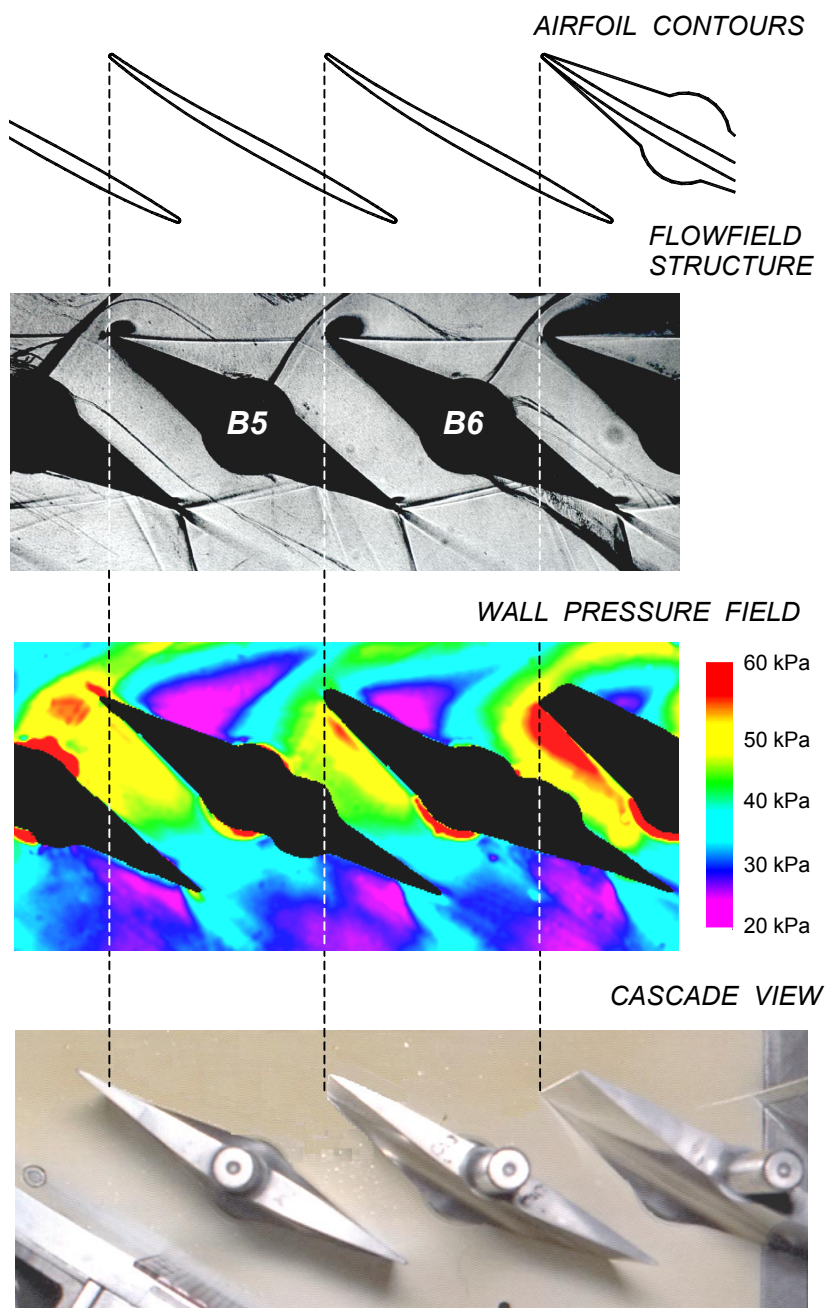 AIRFOIL CONTOURS
FLOWFIELD
STRUCTURE
B5
B6
WALL PRESSURE FIELD
60 kPa
50 kPa
40 kPa
30 kPa
20 kPa
CASCADE VIEW